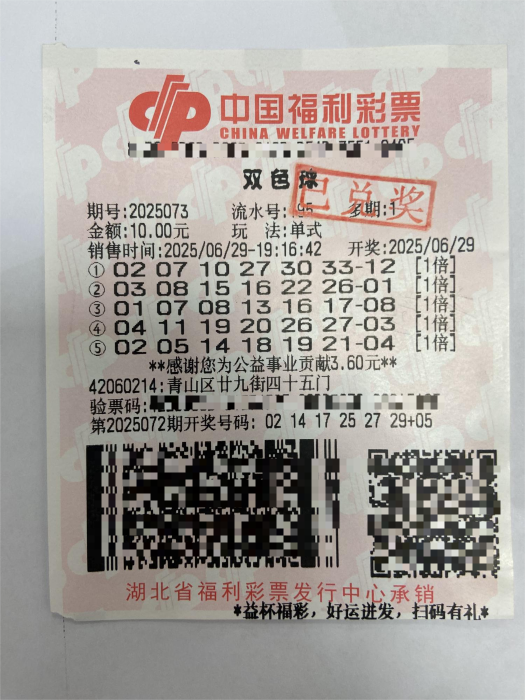 中国福利彩票
CHINA WELFARE LOTTERY
双色球
已兑奖
期号:2025073 流水号: 95 多期:1
金额:10.00元 玩 法:单式
销售时间:2025/06/29-19:16:42 开奖:2025/06/29
① 02 07 10 27 30 33-12 [1倍]
② 03 08 15 16 22 26-01 [1倍]
③ 01 07 08 13 16 17-08 [1倍]
④ 04 11 19 20 26 27-03 [1倍]
⑤ 02 05 14 18 19 21-04 [1倍]
**感谢您为公益事业贡献3.60元**
42060214:青山区廿九街四十五门
验票码:
第2025072期开奖号码: 02 14 17 25 27 29+05
湖北省福利彩票发行中心承销
*益杯福彩，好运迸发，扫码有礼*